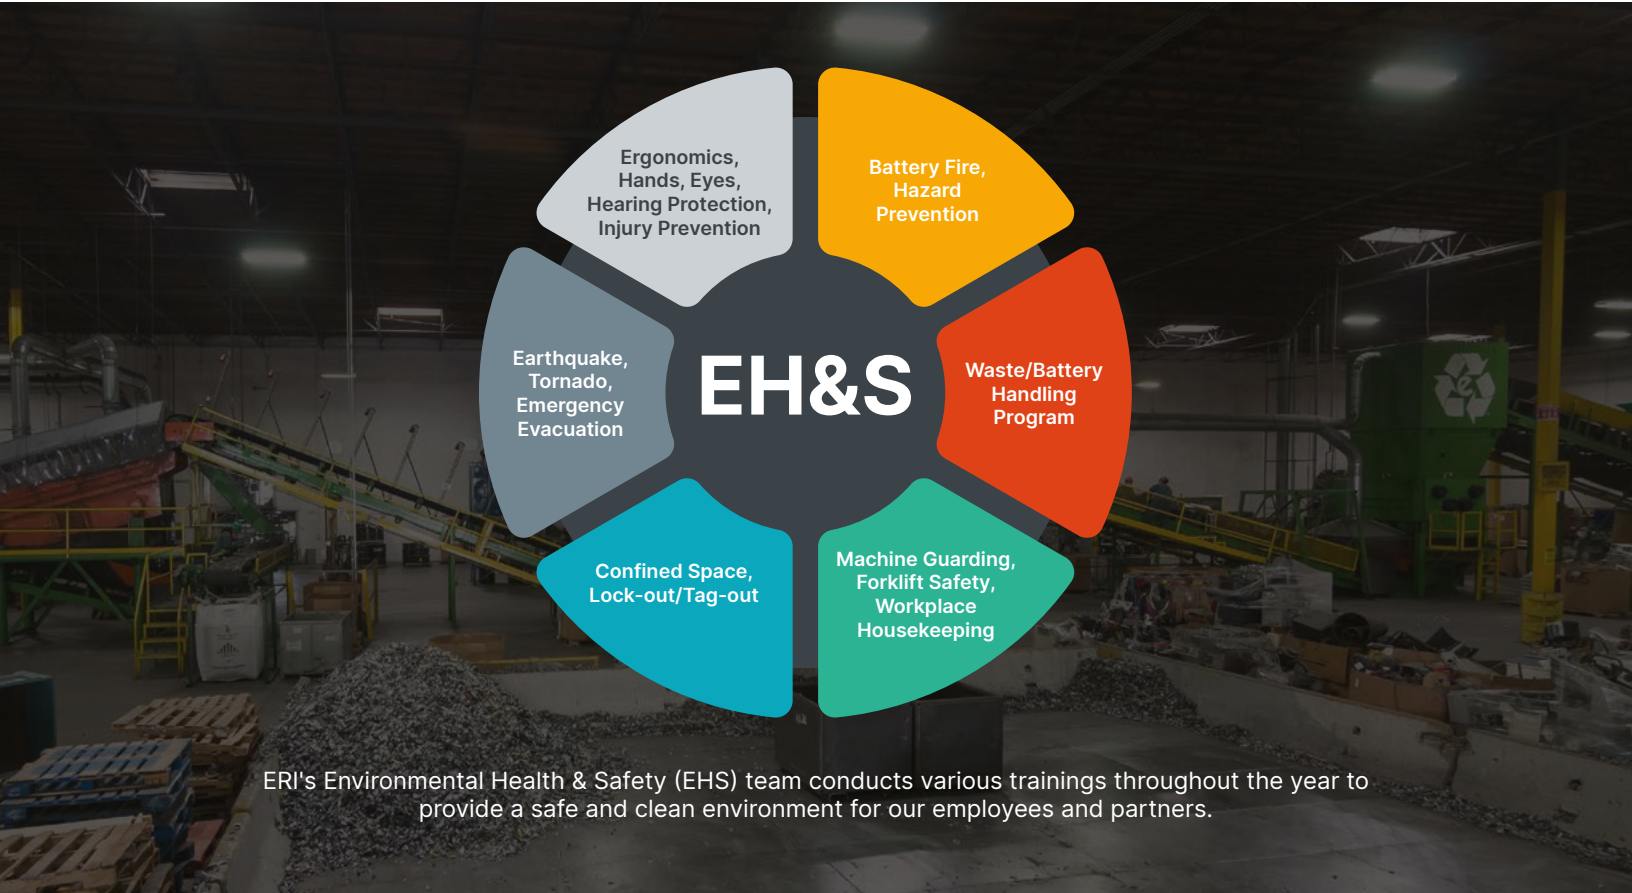 Ergonomics,
Hands, Eyes,
Hearing Protection,
Injury Prevention
Battery Fire,
Hazard
Prevention
Earthquake,
Tornado,
Emergency
Evacuation
EH&S
Waste/Battery
Handling
Program
Confined Space,
Lock-out/Tag-out
Machine Guarding,
Forklift Safety,
Workplace
Housekeeping
ERI's Environmental Health & Safety (EHS) team conducts various trainings throughout the year to
provide a safe and clean environment for our employees and partners.